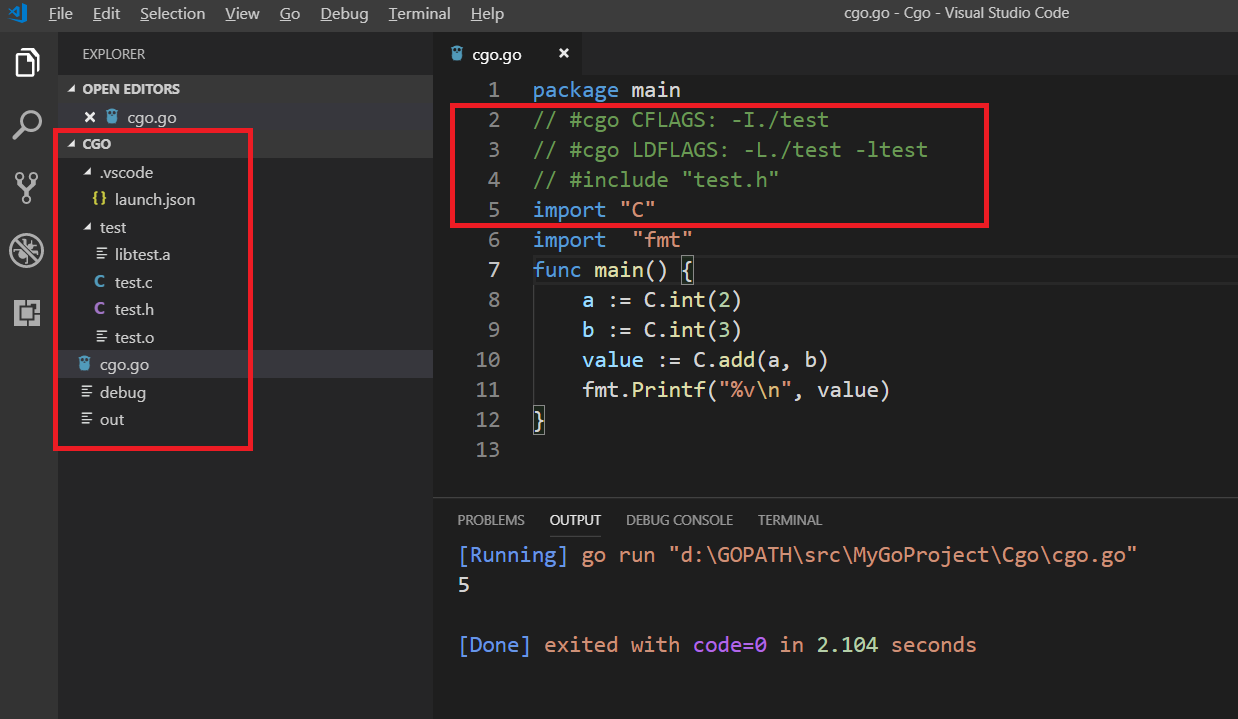 File Edit Selection View Go Debug Terminal Help
cgo.go - Cgo - Visual Studio Code
EXPLORER
OPEN EDITORS
cgo.go
CGO
.vscode
{} launch.json
test
libtest.a
C test.c
C test.h
test.o
cgo.go
debug
out
cgo.go
1 package main
2 // #cgo CFLAGS: -I./test
3 // #cgo LDFLAGS: -L./test -ltest
4 // #include "test.h"
5 import "C"
6 import  "fmt"
7 func main() {
8     a := C.int(2)
9     b := C.int(3)
10     value := C.add(a, b)
11     fmt.Printf("%v\n", value)
12 }
13
PROBLEMS OUTPUT DEBUG CONSOLE TERMINAL
[Running] go run "d:\GOPATH\src\MyGoProject\Cgo\cgo.go"
5
[Done] exited with code=0 in 2.104 seconds